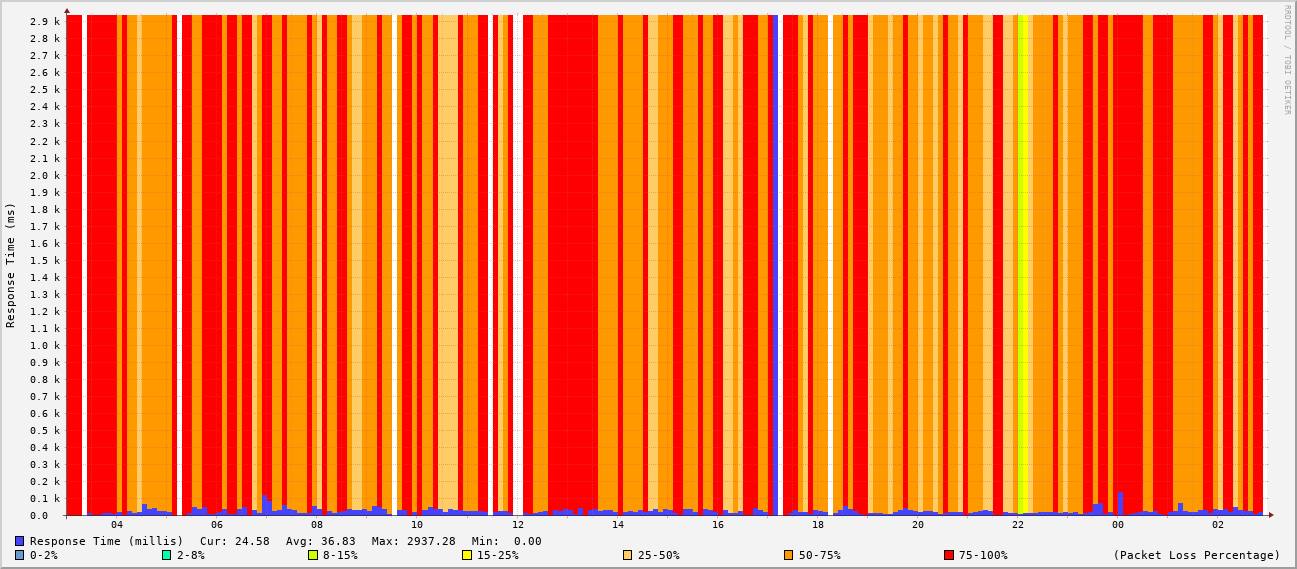 RRDTOOL / TOBI OETIKER
Response Time (ms)
2.9 k
2.8 k
2.7 k
2.6 k
2.5 k
2.4 k
2.3 k
2.2 k
2.1 k
2.0 k
1.9 k
1.8 k
1.7 k
1.6 k
1.5 k
1.4 k
1.3 k
1.2 k
1.1 k
1.0 k
0.9 k
0.8 k
0.7 k
0.6 k
0.5 k
0.4 k
0.3 k
0.2 k
0.1 k
0.0
04 06 08 10 12 14 16 18 20 22 00 02
Response Time (millis) Cur: 24.58 Avg: 36.83 Max: 2937.28 Min: 0.00
0-2% 2-8% 8-15% 15-25% 25-50% 50-75% 75-100% (Packet Loss Percentage)